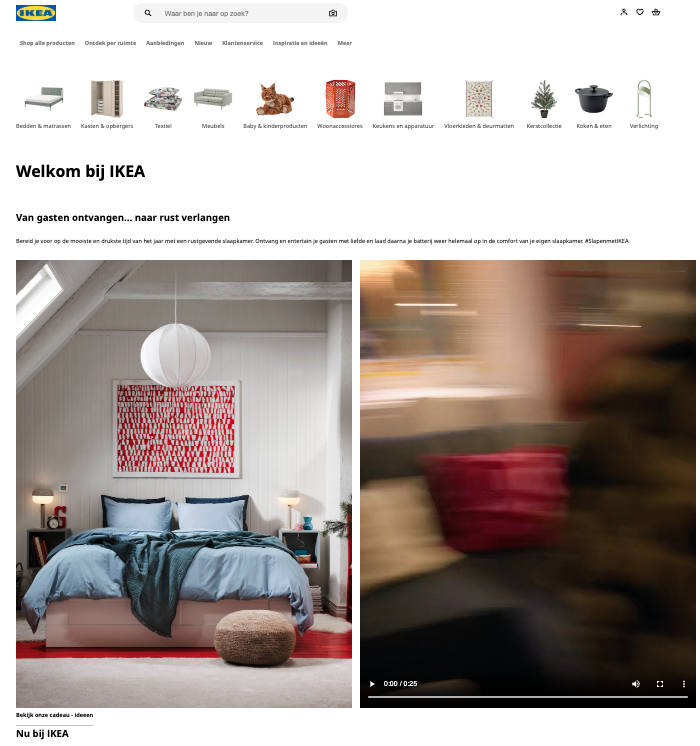 IKEA
Waar ben je naar op zoek?
Shop alle producten Ontdek per ruimte Aanbiedingen Nieuw Klantenservice Inspiratie en ideeën Meer
Bedden & matrassen Kasten & opbergers Textiel Meubels Baby & kinderproducten Woonaccessoires Keukens en apparatuur Vloerkleden & deurmatten Kerstcollectie Koken & eten Verlichting
Welkom bij IKEA
Van gasten ontvangen... naar rust verlangen
Bereid je voor op de mooiste en drukste tijd van het jaar met een rustgevende slaapkamer. Ontvang en entertain je gasten met liefde en laad daarna je batterij weer helemaal op in de comfort van je eigen slaapkamer. #SlapenmetIKEA
0:00 / 0:25
Bekijk onze cadeau - ideeen
Nu bij IKEA